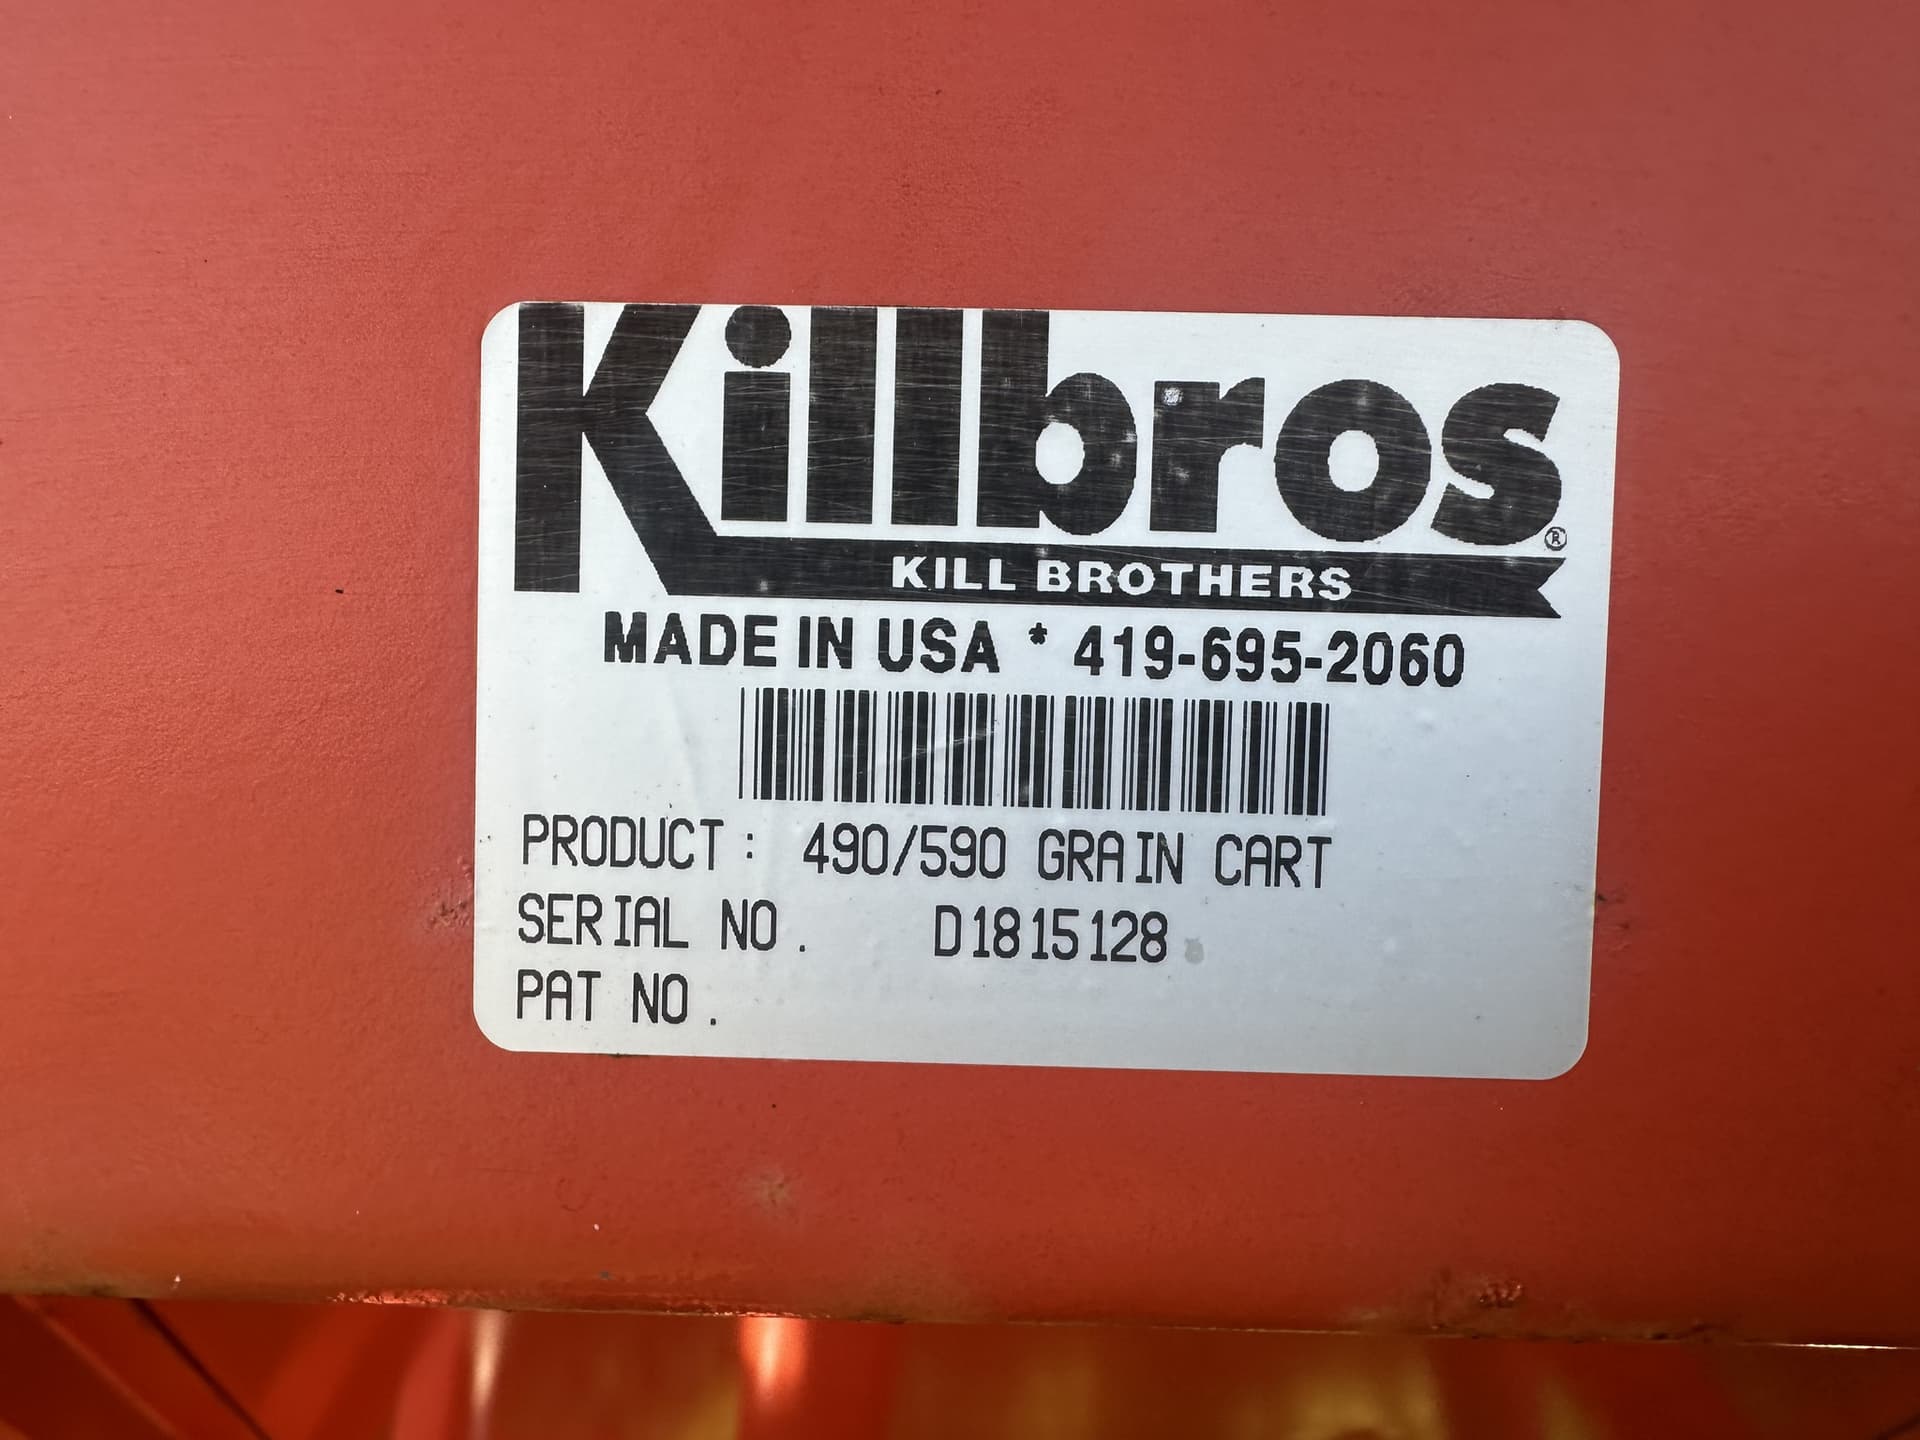 Killbros®
KILL BROTHERS
MADE IN USA * 419-695-2060
PRODUCT: 490/590 GRAIN CART
SERIAL NO. D1815128
PAT NO.